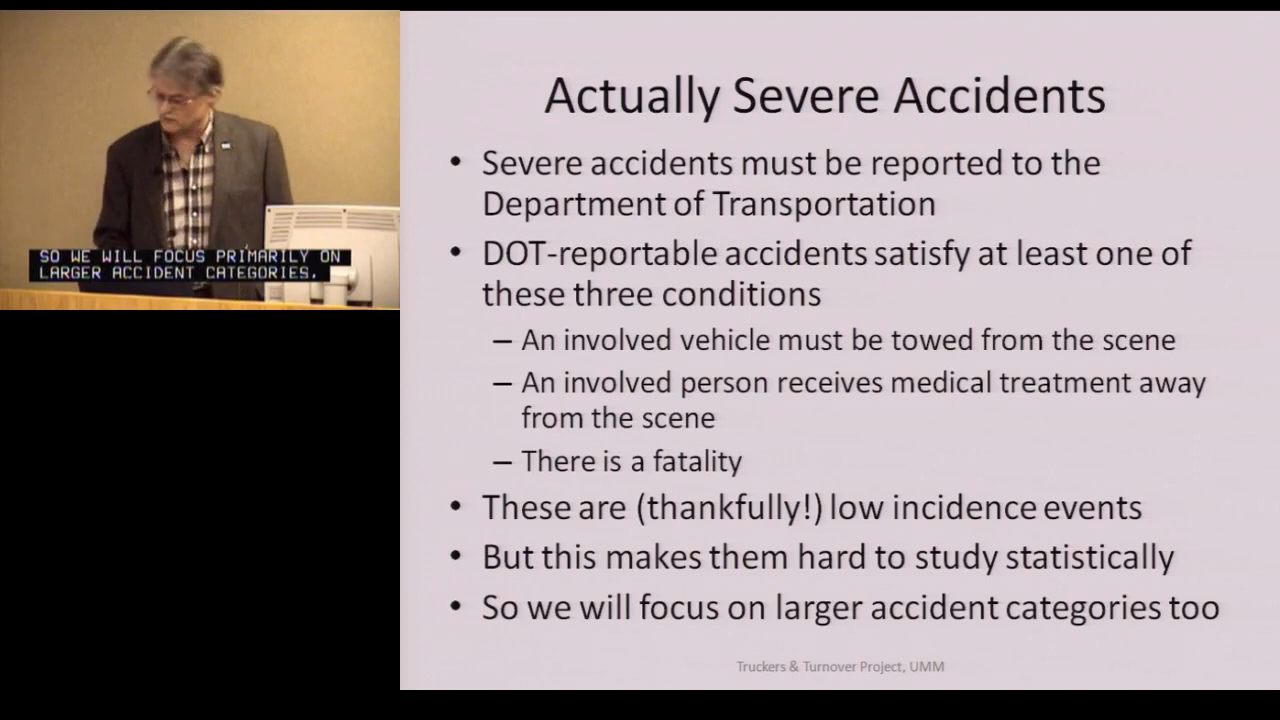 SO WE WILL FOCUS PRIMARILY ON
LARGER ACCIDENT CATEGORIES.
Actually Severe Accidents
• Severe accidents must be reported to the
Department of Transportation
• DOT-reportable accidents satisfy at least one of
these three conditions
– An involved vehicle must be towed from the scene
– An involved person receives medical treatment away
from the scene
– There is a fatality
• These are (thankfully!) low incidence events
• But this makes them hard to study statistically
• So we will focus on larger accident categories too
Truckers & Turnover Project, UMM